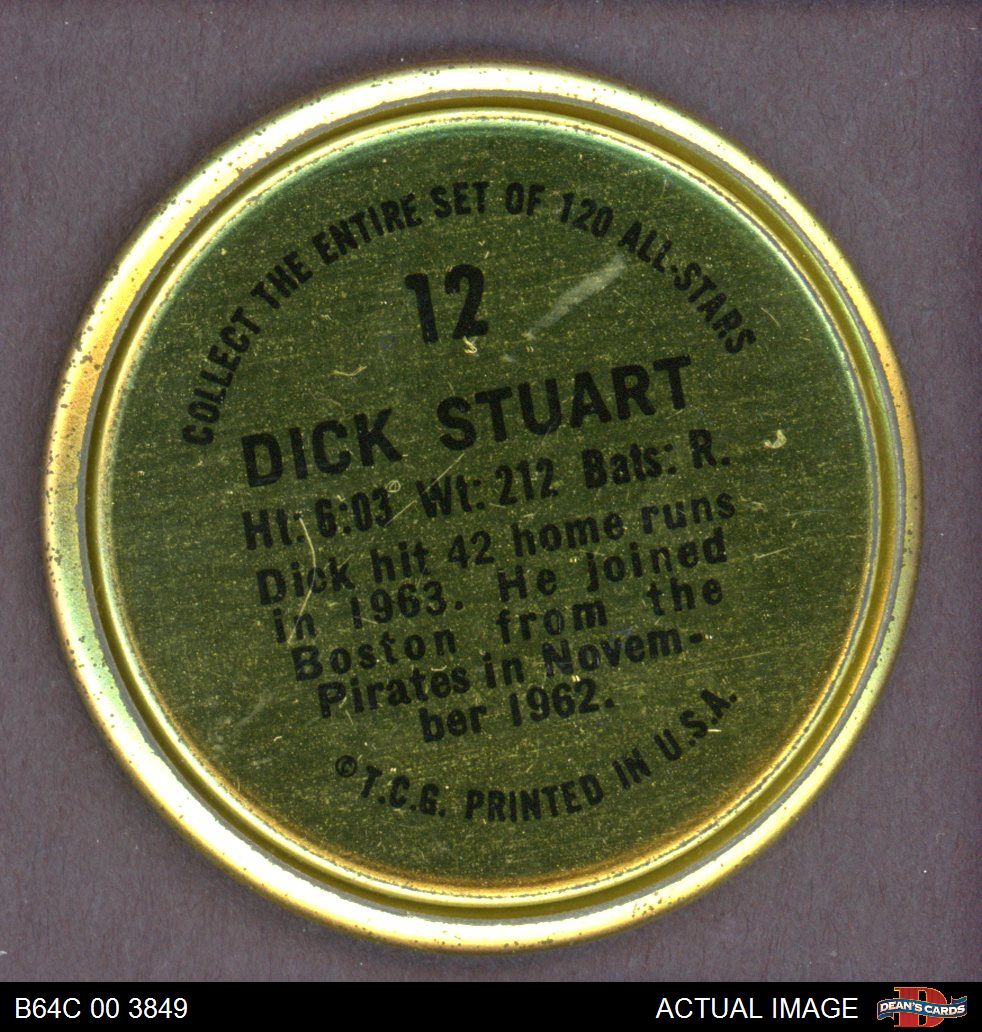 COLLECT THE ENTIRE SET OF 120 ALL-STARS
12
DICK STUART
Ht: 6:03 Wt: 212 Bats: R.
Dick hit 42 home runs
in 1963. He joined
Boston from the
Pirates in Novem-
ber 1962.
© T.C.G. PRINTED IN U.S.A.
B64C 00 3849
ACTUAL IMAGE
DEAN'S CARDS